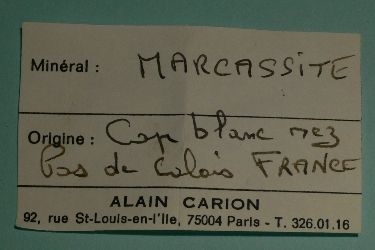 Minéral : MARCASSITE
Origine : Cap blanc nez
Pas de Calais FRANCE
ALAIN CARION
92, rue St-Louis-en-l'Ile, 75004 Paris - T. 326.01.16